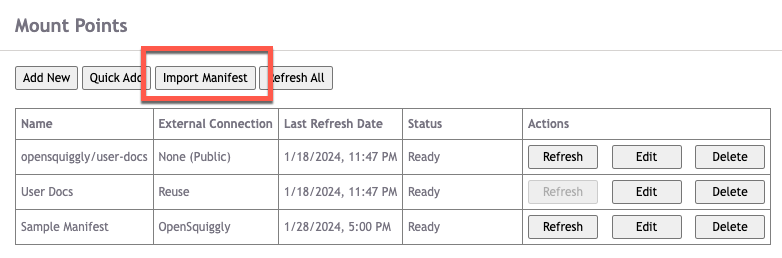 Mount Points
Add New Quick Add Import Manifest Refresh All
Name External Connection Last Refresh Date Status Actions
opensquiggly/user-docs None (Public) 1/18/2024, 11:47 PM Ready Refresh Edit Delete
User Docs Reuse 1/18/2024, 11:47 PM Ready Refresh Edit Delete
Sample Manifest OpenSquiggly 1/28/2024, 5:00 PM Ready Refresh Edit Delete